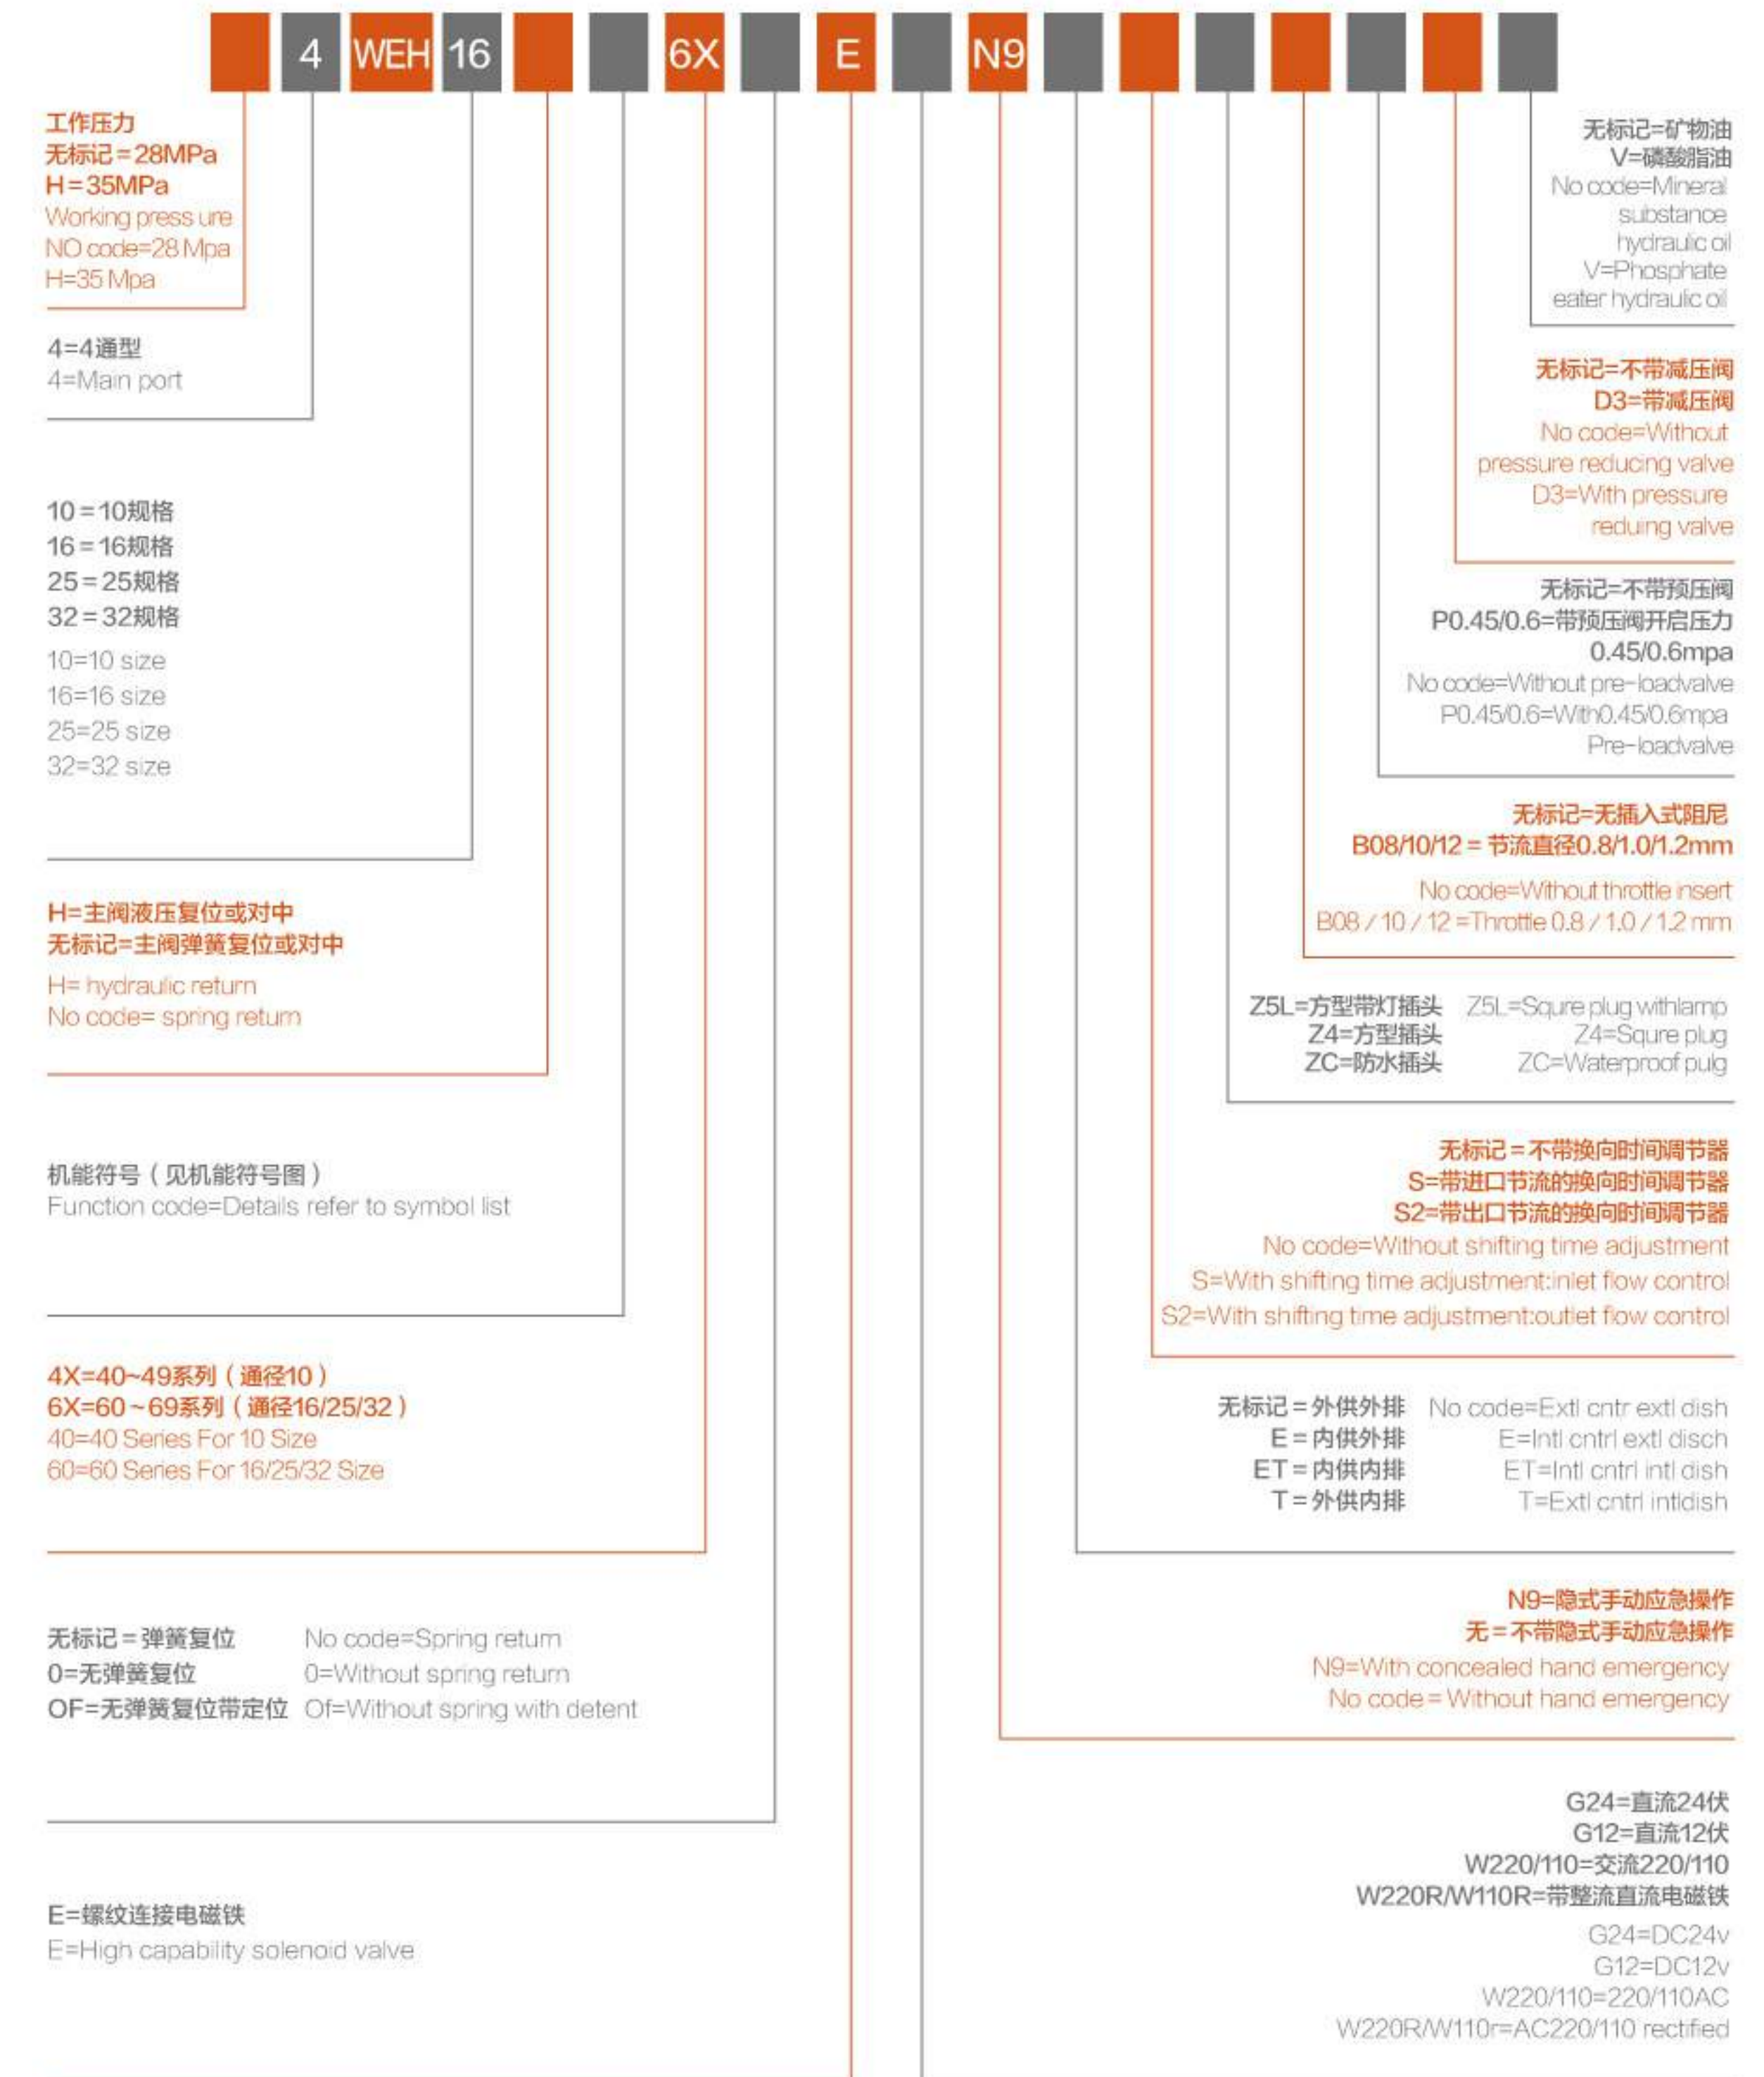 4 WEH 16 6X E N9
工作压力
无标记=28MPa
H=35MPa
Working press ure
NO code=28 Mpa
H=35 Mpa
4=4通型
4=Main port
10=10规格
16=16规格
25=25规格
32=32规格
10=10 size
16=16 size
25=25 size
32=32 size
H=主阀液压复位或对中
无标记=主阀弹簧复位或对中
H= hydraulic return
No code= spring return
机能符号（见机能符号图）
Function code=Details refer to symbol list
4X=40~49系列（通径10）
6X=60~69系列（通径16/25/32）
40=40 Series For 10 Size
60=60 Series For 16/25/32 Size
无标记=弹簧复位 No code=Spring return
0=无弹簧复位 0=Without spring return
OF=无弹簧复位带定位 Of=Without spring with detent
E=螺纹连接电磁铁
E=High capability solenoid valve
无标记=矿物油
V=磷酸脂油
No code=Mineral
substance
hydraulic oil
V=Phosphate
eater hydraulic oil
无标记=不带减压阀
D3=带减压阀
No code=Without
pressure reducing valve
D3=With pressure
reduing valve
无标记=不带预压阀
P0.45/0.6=带预压阀开启压力
0.45/0.6mpa
No code=Without pre-loadvalve
P0.45/0.6=With0.45/0.6mpa
Pre-loadvalve
无标记=无插入式阻尼
B08/10/12 = 节流直径0.8/1.0/1.2mm
No code=Without throttle insert
B08 / 10 / 12 =Throttle 0.8 / 1.0 / 1.2 mm
Z5L=方型带灯插头 Z5L=Squre plug withlamp
Z4=方型插头 Z4=Squre plug
ZC=防水插头 ZC=Waterproof pulg
无标记=不带换向时间调节器
S=带进口节流的换向时间调节器
S2=带出口节流的换向时间调节器
No code=Without shifting time adjustment
S=With shifting time adjustment:inlet flow control
S2=With shifting time adjustment:outlet flow control
无标记=外供外排 No code=Extl cntr extl dish
E=内供外排 E=Intl cntrl extl disch
ET=内供内排 ET=Intl cntrl intl dish
T=外供内排 T=Extl cntrl intldish
N9=隐式手动应急操作
无=不带隐式手动应急操作
N9=With concealed hand emergency
No code = Without hand emergency
G24=直流24伏
G12=直流12伏
W220/110=交流220/110
W220R/W110R=带整流直流电磁铁
G24=DC24v
G12=DC12v
W220/110=220/110AC
W220R/W110r=AC220/110 rectified